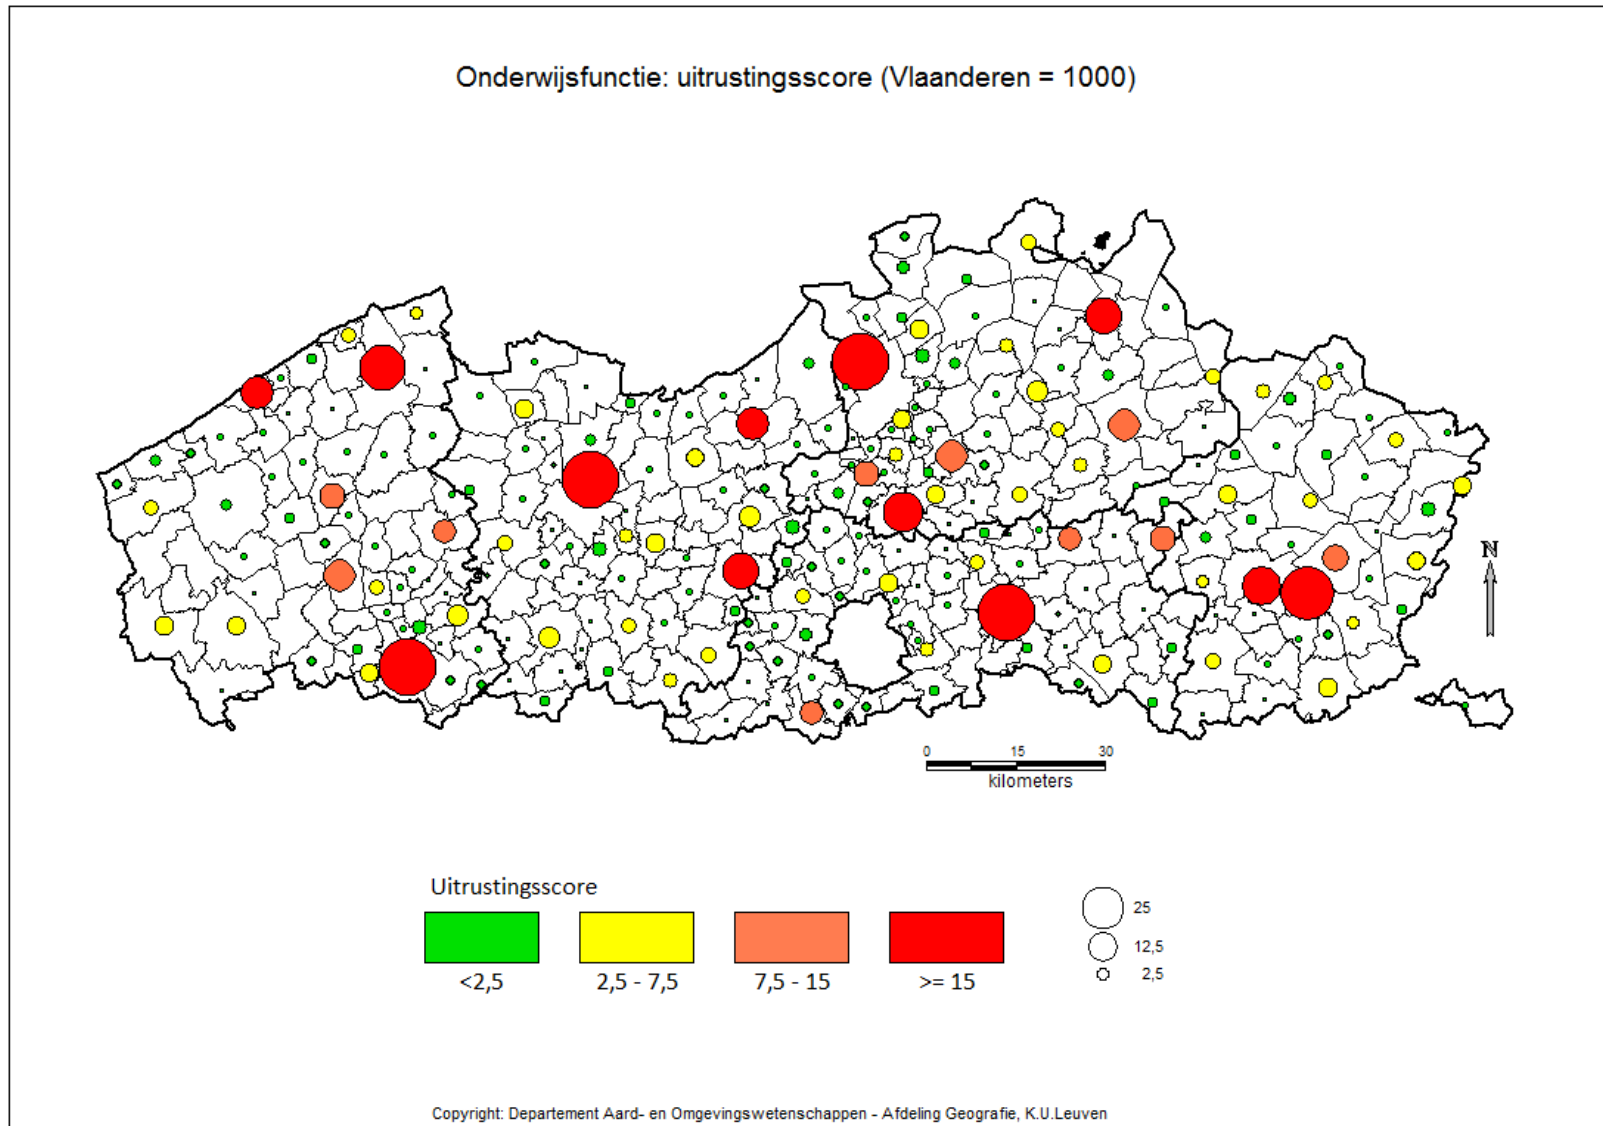 Onderwijsfunctie: uitrustingsscore (Vlaanderen = 1000)
N
0 15 30
kilometers
Uitrustingsscore
<2,5 2,5 - 7,5 7,5 - 15 >= 15
25
12,5
2,5
Copyright: Departement Aard- en Omgevingswetenschappen - Afdeling Geografie, K.U.Leuven